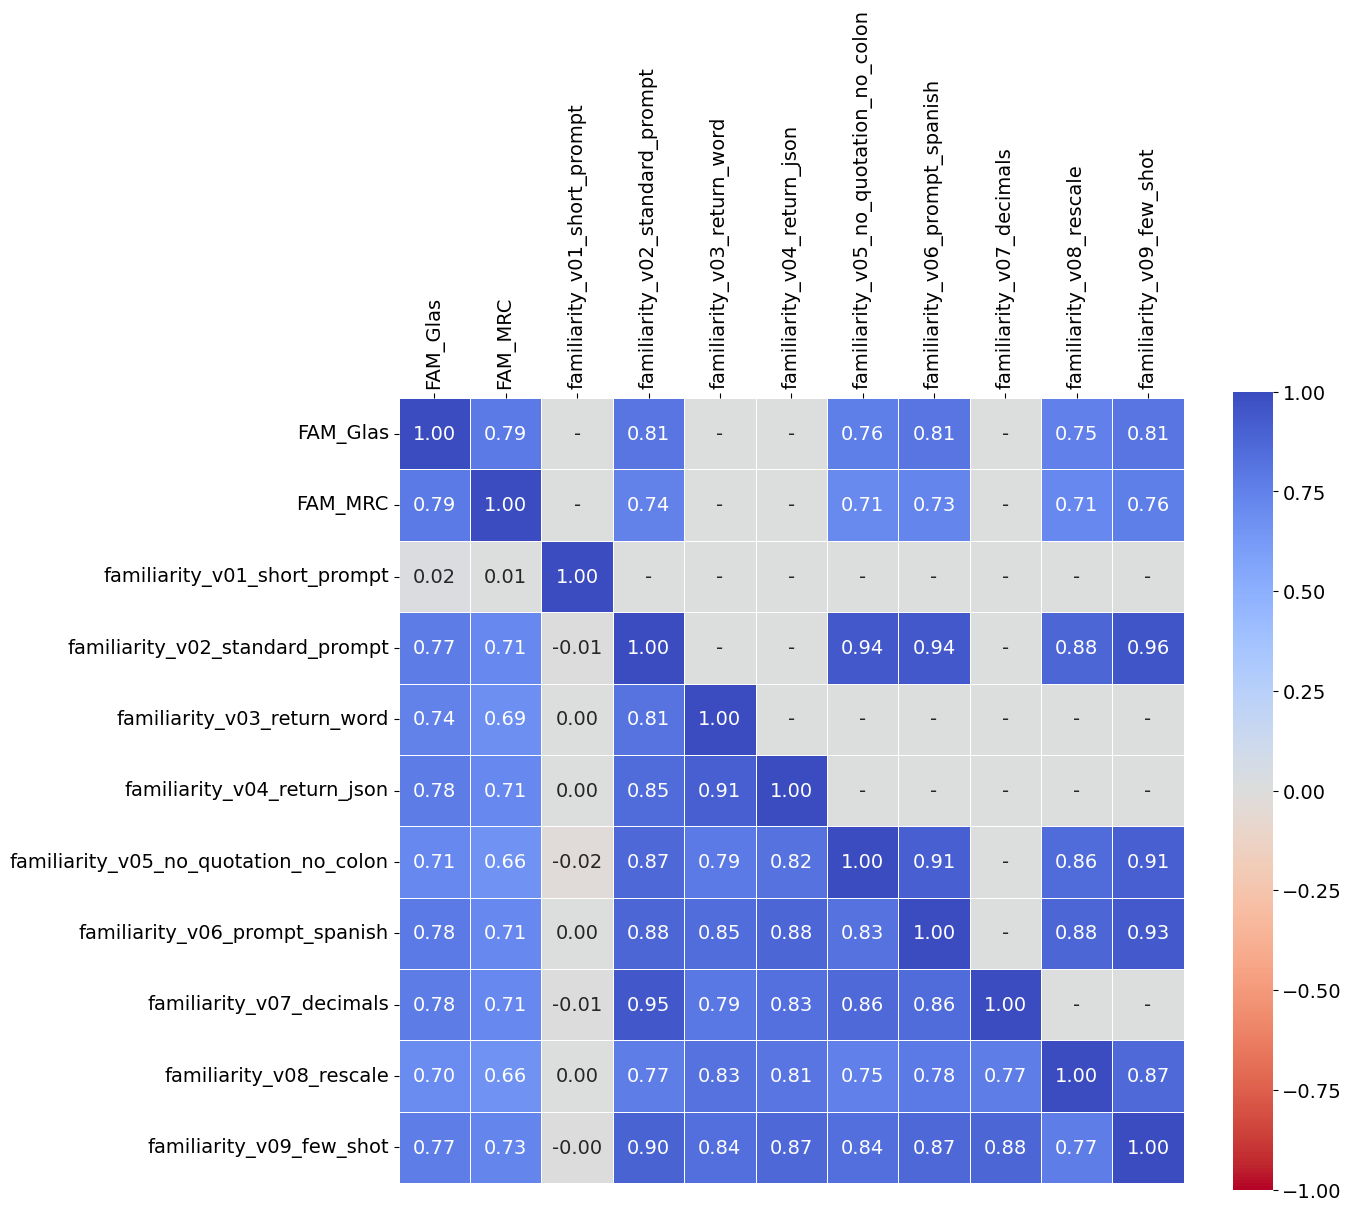 FAM_Glas
FAM_MRC
familiarity_v01_short_prompt
familiarity_v02_standard_prompt
familiarity_v03_return_word
familiarity_v04_return_json
familiarity_v05_no_quotation_no_colon
familiarity_v06_prompt_spanish
familiarity_v07_decimals
familiarity_v08_rescale
familiarity_v09_few_shot
FAM_Glas 1.00 0.79 - 0.81 - - 0.76 0.81 - 0.75 0.81
FAM_MRC 0.79 1.00 - 0.74 - - 0.71 0.73 - 0.71 0.76
familiarity_v01_short_prompt 0.02 0.01 1.00 - - - - - - - -
familiarity_v02_standard_prompt 0.77 0.71 -0.01 1.00 - - 0.94 0.94 - 0.88 0.96
familiarity_v03_return_word 0.74 0.69 0.00 0.81 1.00 - - - - - -
familiarity_v04_return_json 0.78 0.71 0.00 0.85 0.91 1.00 - - - - -
familiarity_v05_no_quotation_no_colon 0.71 0.66 -0.02 0.87 0.79 0.82 1.00 0.91 - 0.86 0.91
familiarity_v06_prompt_spanish 0.78 0.71 0.00 0.88 0.85 0.88 0.83 1.00 - 0.88 0.93
familiarity_v07_decimals 0.78 0.71 -0.01 0.95 0.79 0.83 0.86 0.86 1.00 - -
familiarity_v08_rescale 0.70 0.66 0.00 0.77 0.83 0.81 0.75 0.78 0.77 1.00 0.87
familiarity_v09_few_shot 0.77 0.73 -0.00 0.90 0.84 0.87 0.84 0.87 0.88 0.77 1.00
1.00
0.75
0.50
0.25
0.00
−0.25
−0.50
−0.75
−1.00